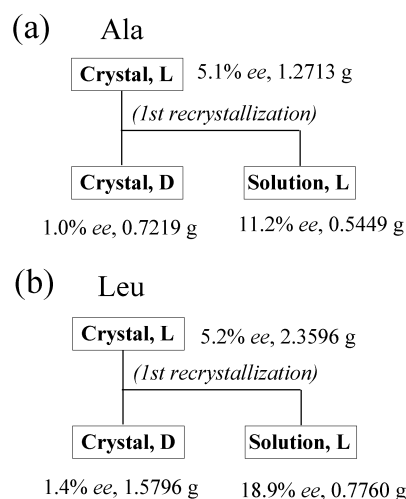 (a) Ala
Crystal, L 5.1% ee, 1.2713 g
(1st recrystallization)
Crystal, D Solution, L
1.0% ee, 0.7219 g 11.2% ee, 0.5449 g
(b) Leu
Crystal, L 5.2% ee, 2.3596 g
(1st recrystallization)
Crystal, D Solution, L
1.4% ee, 1.5796 g 18.9% ee, 0.7760 g